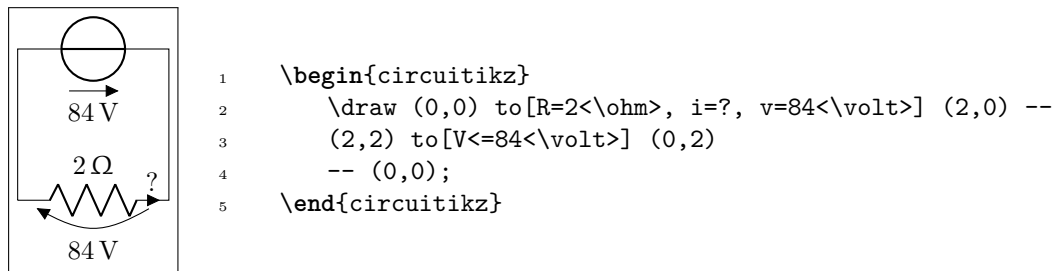 84 V
2 Ω
?
84 V
1 \begin{circuitikz}
2 \draw (0,0) to[R=2<\ohm>, i=?, v=84<\volt>] (2,0) --
3 (2,2) to[V<=84<\volt>] (0,2)
4 -- (0,0);
5 \end{circuitikz}